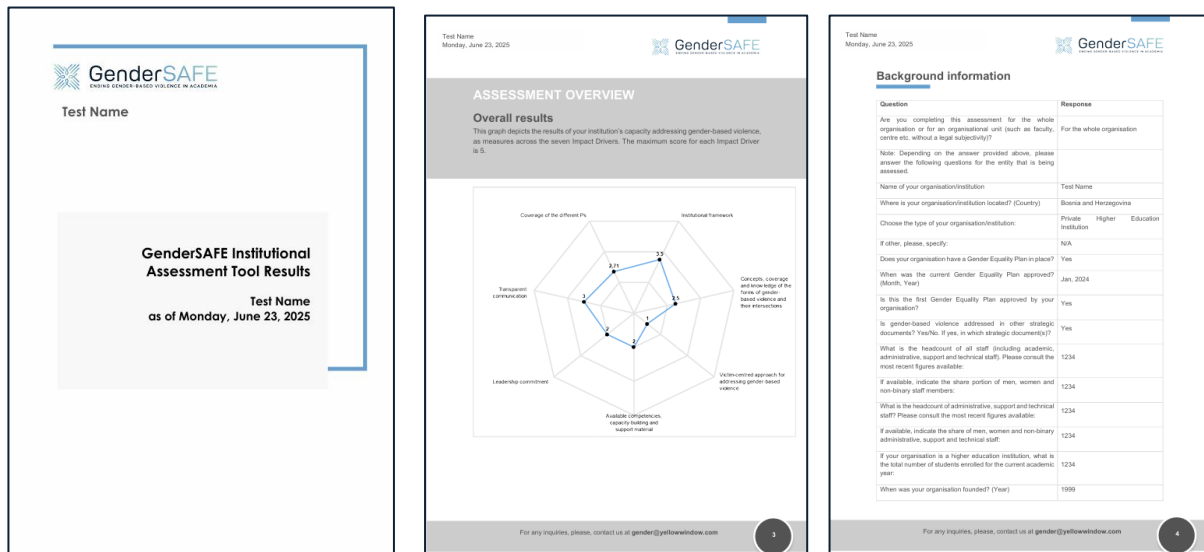 GenderSAFE
ENDING GENDER-BASED VIOLENCE IN ACADEMIA
Test Name
GenderSAFE Institutional
Assessment Tool Results
Test Name
as of Monday, June 23, 2025
Test Name
Monday, June 23, 2025
GenderSAFE
ENDING GENDER-BASED VIOLENCE IN ACADEMIA
ASSESSMENT OVERVIEW
Overall results
This graph depicts the results of your institution's capacity addressing gender-based violence,
as measures across the seven Impact Drivers. The maximum score for each Impact Driver
is 5.
Coverage of the different P's
Institutional framework
2,71
3.5
Concepts, coverage
and knowledge of the
forms of gender-
based violence and
their intersections
Transparent
communication
3
2.5
1
2
2
Leadership commitment
Victim-centred approach for
addressing gender-based
violence
Available competencies,
capacity-building and
support material
For any inquiries, please, contact us at gender@yellowwindow.com
3
Test Name
Monday, June 23, 2025
GenderSAFE
ENDING GENDER-BASED VIOLENCE IN ACADEMIA
Background information
Question Response
Are you completing this assessment for the whole
organisation or for an organisational unit (such as faculty, For the whole organisation
centre etc. without a legal subjectivity)?
Note: Depending on the answer provided above, please
answer the following questions for the entity that is being
assessed.
Name of your organisation/institution Test Name
Where is your organisation/institution located? (Country) Bosnia and Herzegovina
Choose the type of your organisation/institution: Private Higher Education
Institution
If other, please, specify: N/A
Does your organisation have a Gender Equality Plan in place? Yes
When was the current Gender Equality Plan approved? Jan, 2024
(Month, Year)
Is this the first Gender Equality Plan approved by your Yes
organisation?
Is gender-based violence addressed in other strategic Yes
documents? Yes/No. If yes, in which strategic document(s)?
What is the headcount of all staff (including academic,
administrative, support and technical staff). Please consult the 1234
most recent figures available:
If available, indicate the share portion of men, women and 1234
non-binary staff members:
What is the headcount of administrative, support and technical 1234
staff? Please consult the most recent figures available:
If available, indicate the share of men, women and non-binary 1234
administrative, support and technical staff:
If your organisation is a higher education institution, what is
the total number of students enrolled for the current academic 1234
year:
When was your organisation founded? (Year) 1999
For any inquiries, please, contact us at gender@yellowwindow.com
4